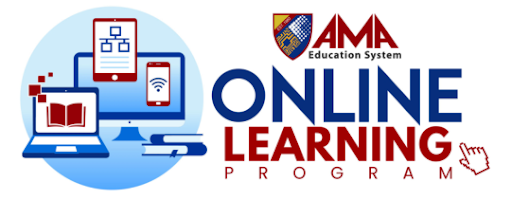 AMA
Education System
ONLINE
LEARNING
PROGRAM